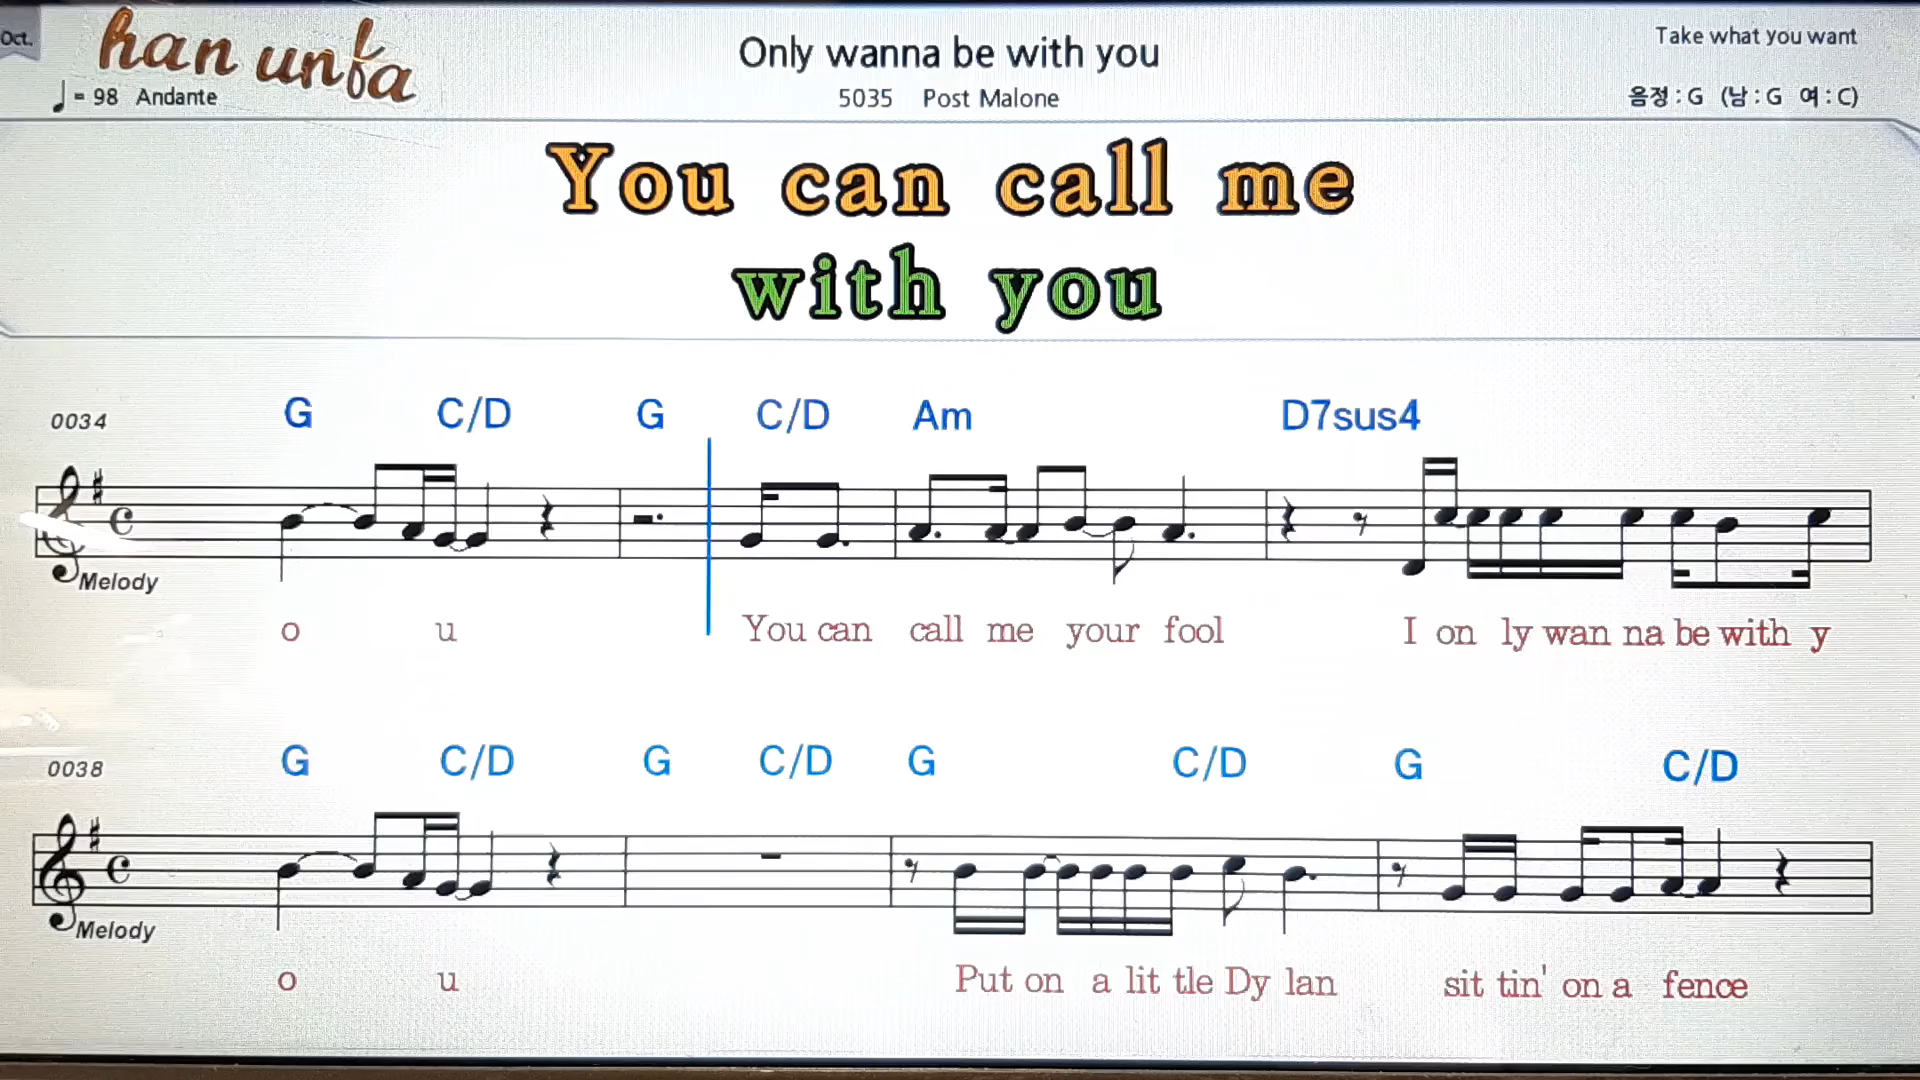 Oct.
han unfa
Only wanna be with you
Take what you want
= 98 Andante
5035 Post Malone
음정 : G (남 : G 여 : C)
You can call me
with you
0034 G C/D G C/D Am D7sus4
Melody
o u You can call me your fool I on ly wan na be with y
0038 G C/D G C/D G C/D G C/D
Melody
o u Put on a lit tle Dy lan sit tin' on a fence